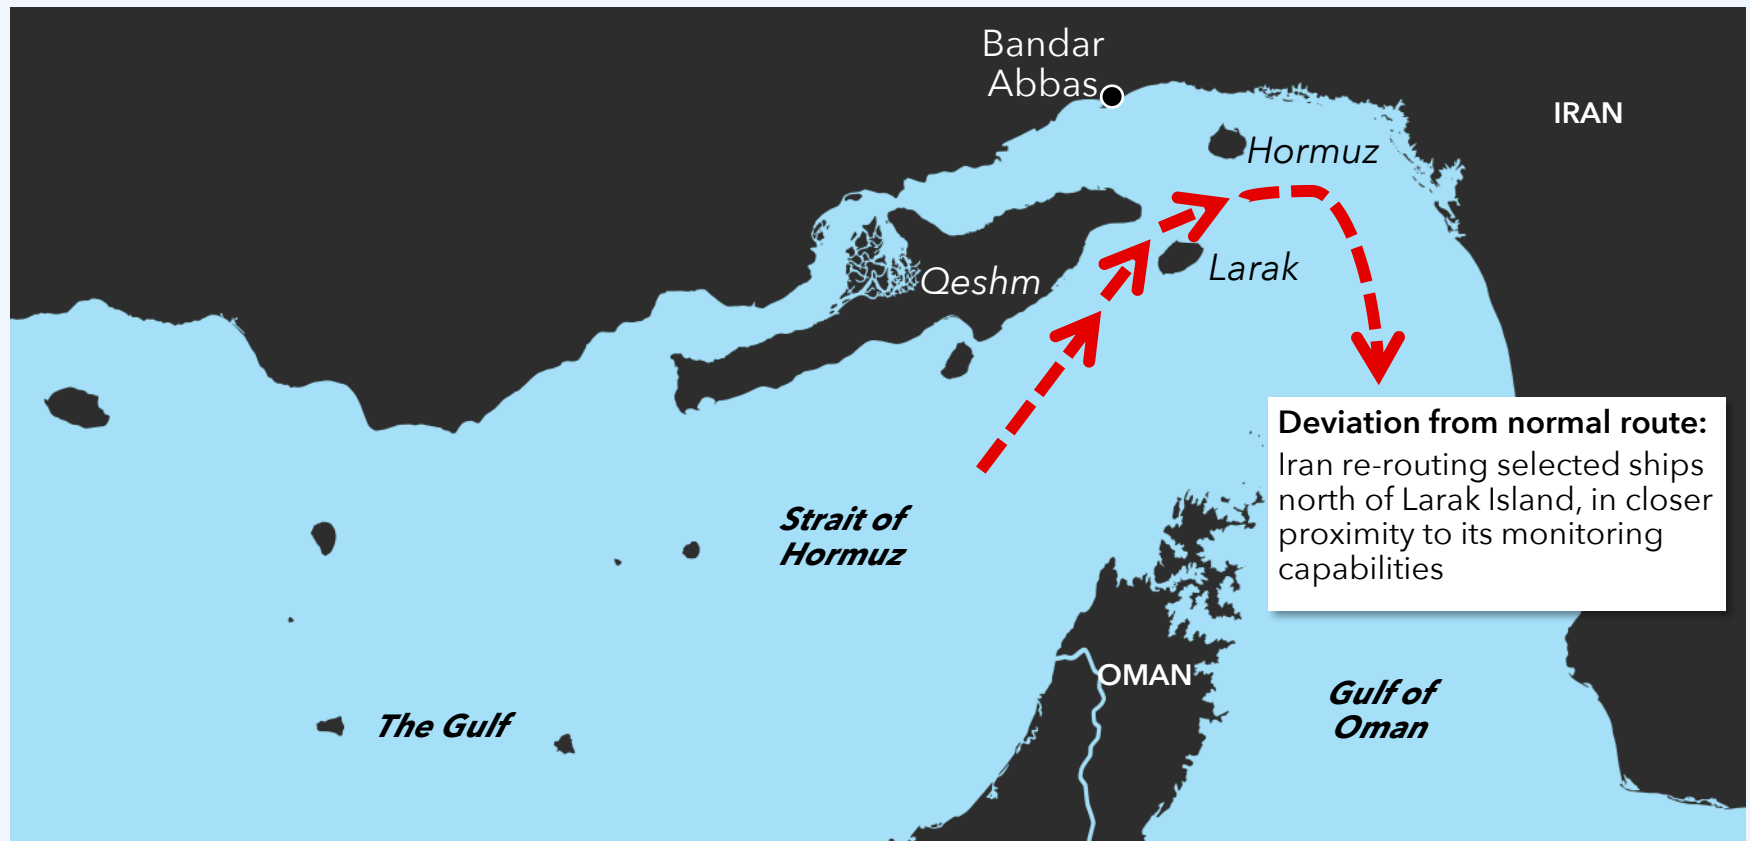 Bandar
Abbas
IRAN
Hormuz
Larak
Qeshm
Deviation from normal route:
Iran re-routing selected ships
north of Larak Island, in closer
proximity to its monitoring
capabilities
Strait of
Hormuz
OMAN
Gulf of
Oman
The Gulf